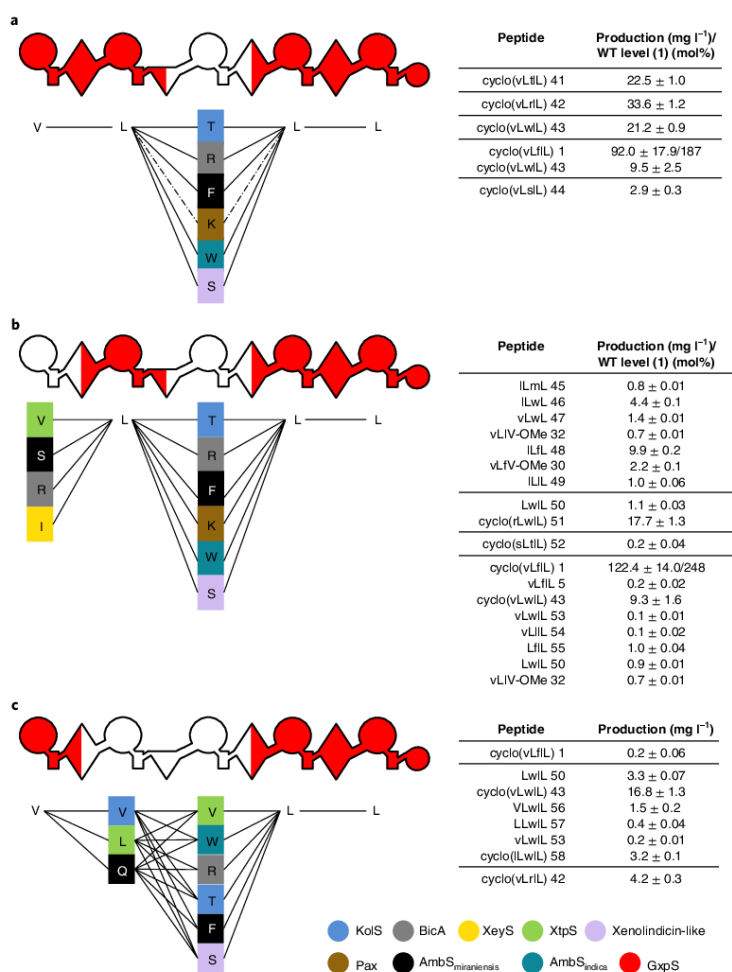 a
Peptide Production (mg l⁻¹)/
WT level (1) (mol%)
cyclo(vLtlL) 41 22.5 ± 1.0
cyclo(vLrlL) 42 33.6 ± 1.2
cyclo(vLwlL) 43 21.2 ± 0.9
cyclo(vLflL) 1 92.0 ± 17.9/187
cyclo(vLwlL) 43 9.5 ± 2.5
cyclo(vLslL) 44 2.9 ± 0.3
V L T L L
R
F
K
W
S
b
Peptide Production (mg l⁻¹)/
WT level (1) (mol%)
lLmL 45 0.8 ± 0.01
lLwL 46 4.4 ± 0.1
vLwL 47 1.4 ± 0.01
vLlV-OMe 32 0.7 ± 0.01
lLfL 48 9.9 ± 0.2
vLfV-OMe 30 2.2 ± 0.1
lLlL 49 1.0 ± 0.06
LwlL 50 1.1 ± 0.03
cyclo(rLwlL) 51 17.7 ± 1.3
cyclo(sLtlL) 52 0.2 ± 0.04
cyclo(vLflL) 1 122.4 ± 14.0/248
vLflL 5 0.2 ± 0.02
cyclo(vLwlL) 43 9.3 ± 1.6
vLwlL 53 0.1 ± 0.01
vLllL 54 0.1 ± 0.02
LflL 55 1.0 ± 0.04
LwlL 50 0.9 ± 0.01
vLlV-OMe 32 0.7 ± 0.01
V L T L L
S R
R F
I K
W
S
c
Peptide Production (mg l⁻¹)
cyclo(vLflL) 1 0.2 ± 0.06
LwlL 50 3.3 ± 0.07
cyclo(vLwlL) 43 16.8 ± 1.3
VLwlL 56 1.5 ± 0.2
LLwlL 57 0.4 ± 0.04
vLwlL 53 0.2 ± 0.01
cyclo(lLwlL) 58 3.2 ± 0.1
cyclo(vLrlL) 42 4.2 ± 0.3
V V V L L
L W
Q R
T
F
S
KolS BicA XeyS XtpS Xenolindicin-like
Pax AmbSmiraniensis AmbSindica GxpS